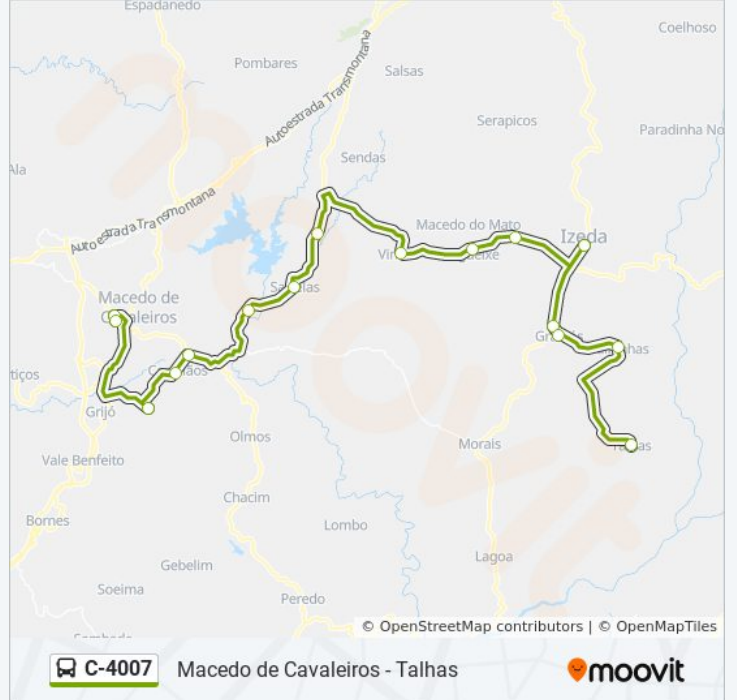 Espadanedo
Coelhoso
Pombares
Salsas
Autoestrada Transmontana
Serapicos
Paradinha No
Sendas
Ala
Autoestrada Transmontana
Macedo do Mato
Izeda
Macedo de
Cavaleiros
Grijó
Olmos
Morais
Vale Benfeito
Chacim
Bornes
Lombo
Gebelim
Lagoa
Soeima
Peredo
© OpenStreetMap contributors | © OpenMapTiles
C-4007 Macedo de Cavaleiros - Talhas moovit